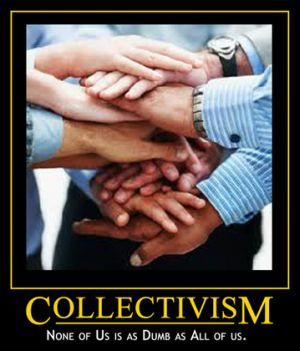 COLLECTIVISM
NONE OF US IS AS DUMB AS ALL OF US.